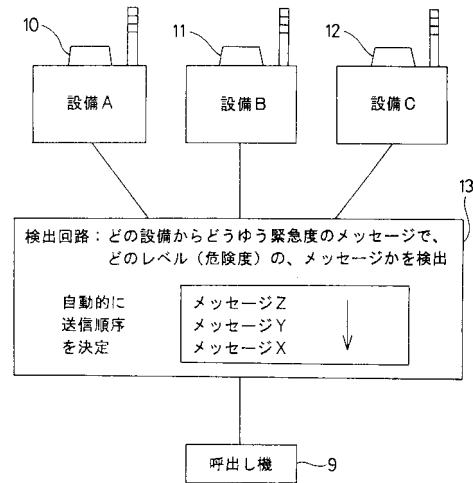 10
11
12
設備A
設備B
設備C
13
検出回路：どの設備からどうゆう緊急度のメッセージで、
どのレベル（危険度）の、メッセージかを検出
自動的に
送信順序
を決定
メッセージZ
メッセージY
メッセージX
呼出し機
9